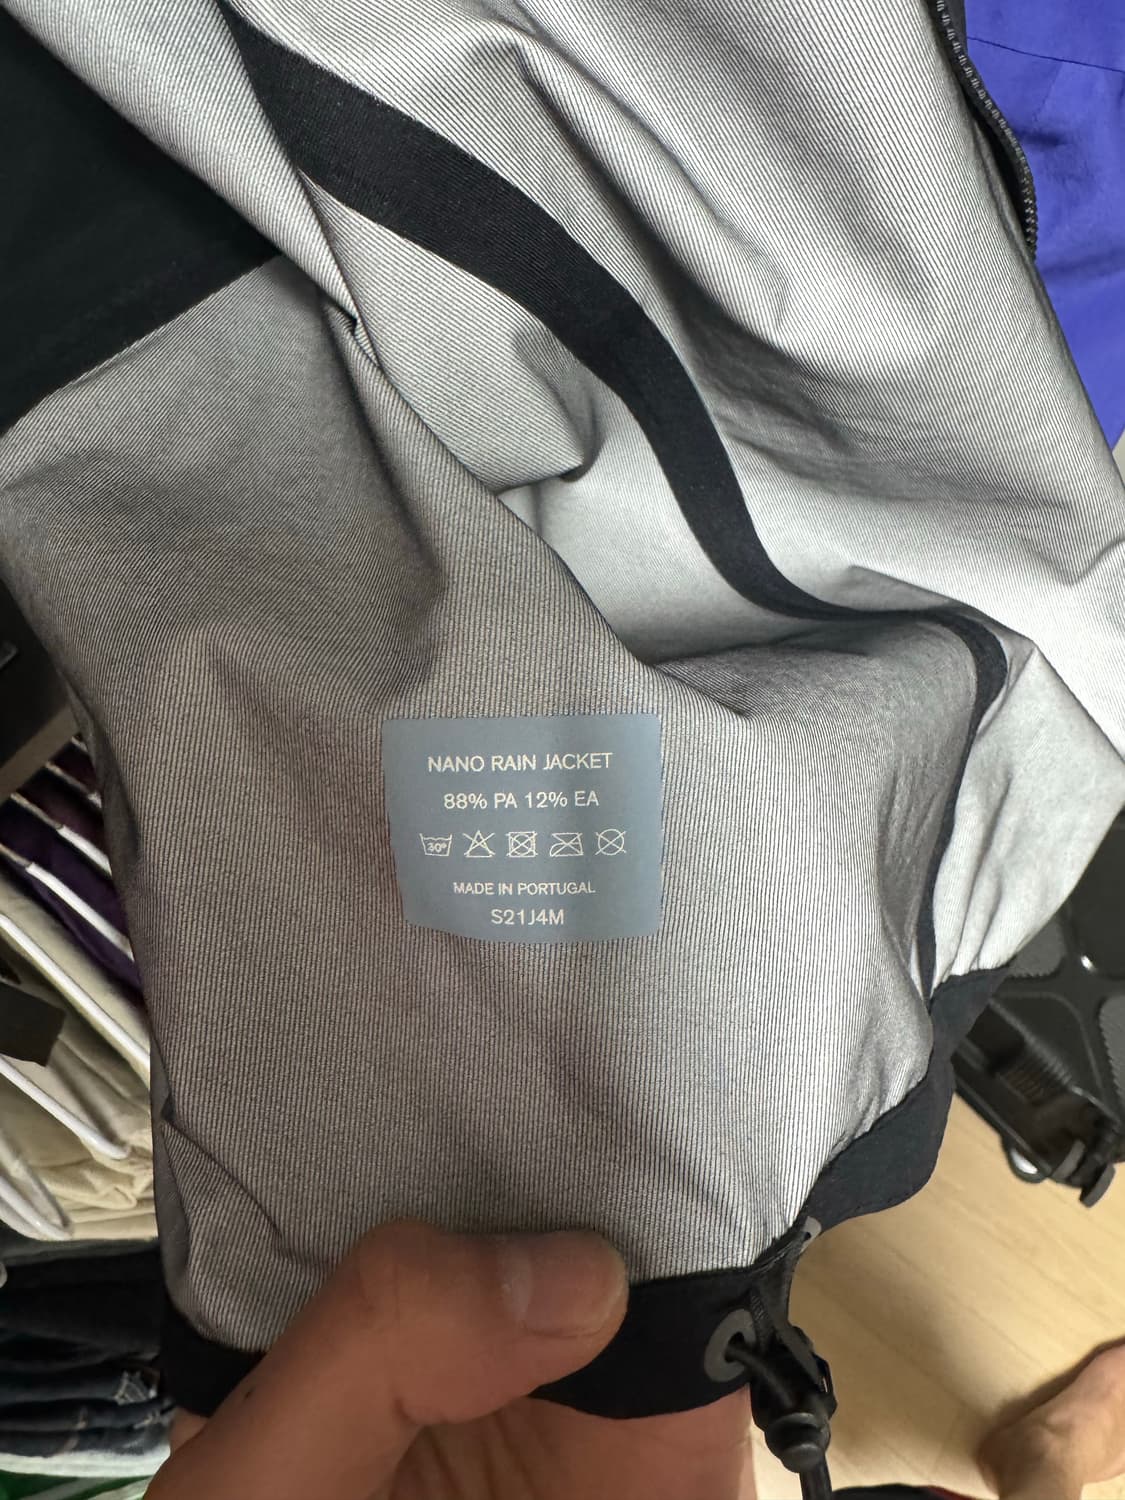 NANO RAIN JACKET
88% PA 12% EA
30°
MADE IN PORTUGAL
S21J4M